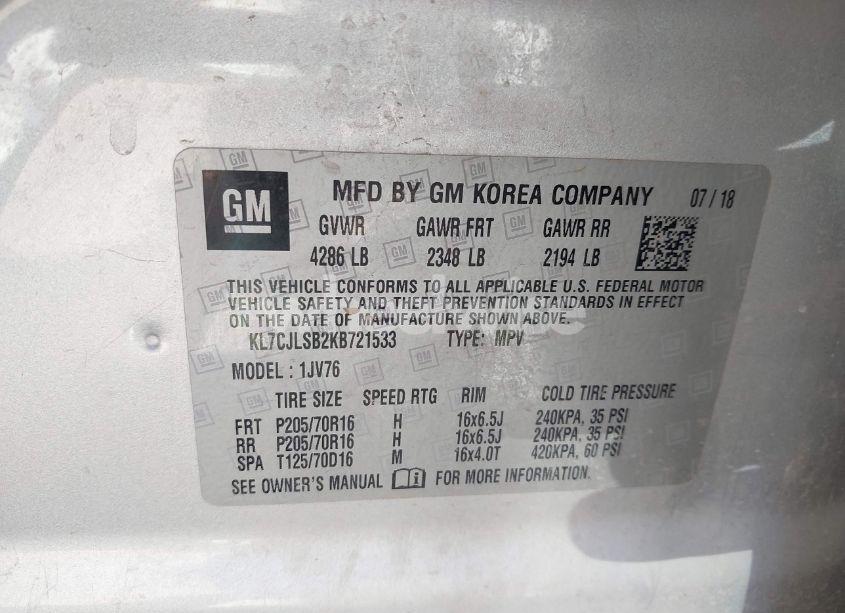 GM MFD BY GM KOREA COMPANY 07 / 18
GVWR GAWR FRT GAWR RR
4286 LB 2348 LB 2194 LB
THIS VEHICLE CONFORMS TO ALL APPLICABLE U.S. FEDERAL MOTOR
VEHICLE SAFETY AND THEFT PREVENTION STANDARDS IN EFFECT
ON THE DATE OF MANUFACTURE SHOWN ABOVE.
KL7CJLSB2KB721533 TYPE: MPV
MODEL : 1JV76
TIRE SIZE SPEED RTG RIM COLD TIRE PRESSURE
FRT P205/70R16 H 16x6.5J 240KPA, 35 PSI
RR P205/70R16 H 16x6.5J 240KPA, 35 PSI
SPA T125/70D16 M 16x4.0T 420KPA, 60 PSI
SEE OWNER'S MANUAL FOR MORE INFORMATION.